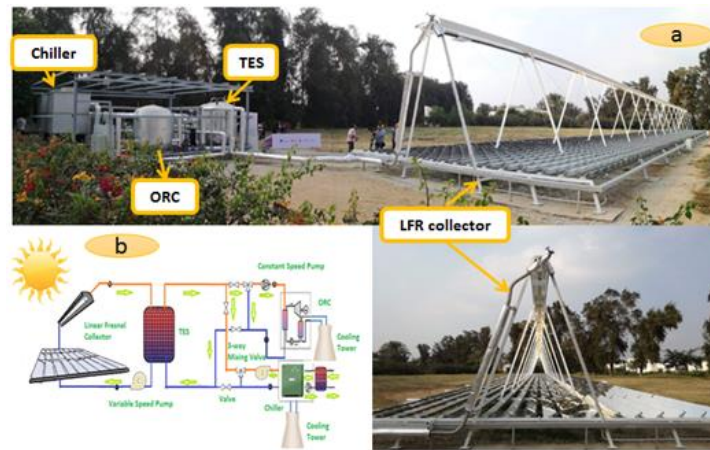 a
Chiller
TES
ORC
LFR collector
b
Constant Speed Pump
ORC
Linear Fresnel
Collector
TES
Cooling
Tower
3-way
Mixing Valve
Variable Speed Pump
Valve
Chiller
Cooling
Tower